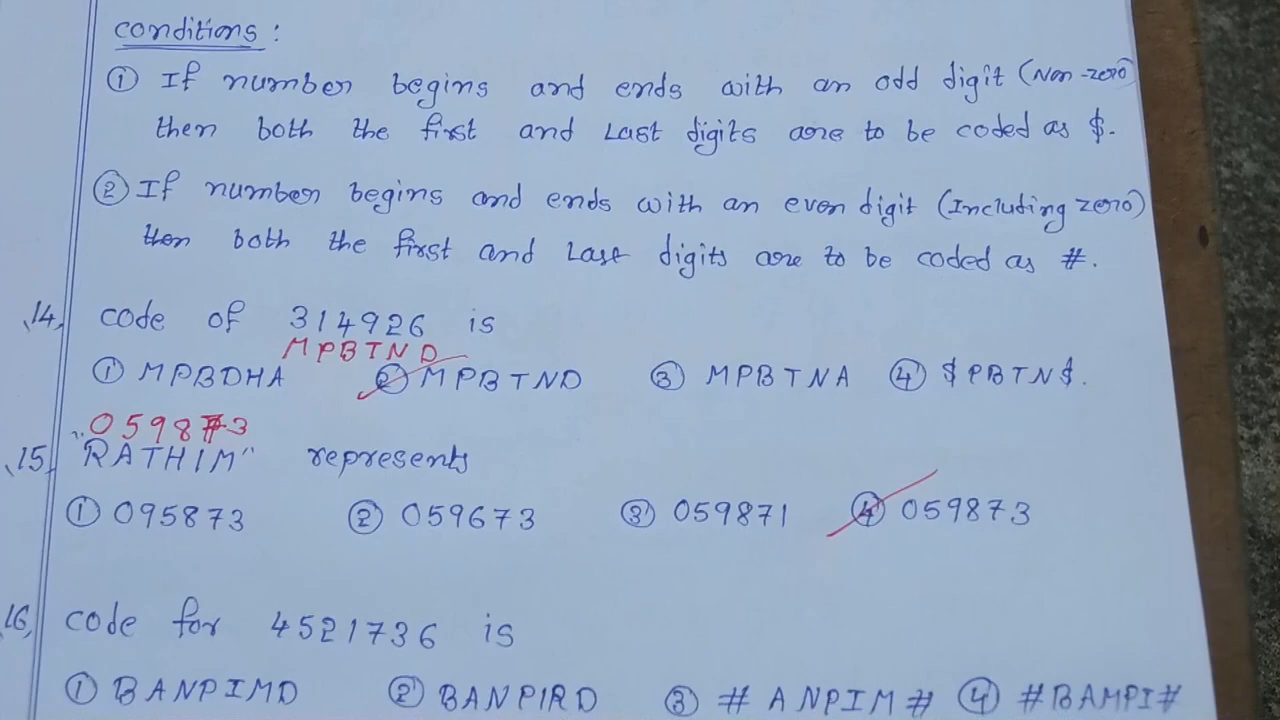 conditions :
① If number begins and ends with an odd digit (Non-zero)
then both the first and Last digits are to be coded as $.
② If number begins and ends with an even digit (Including zero)
then both the first and Last digits are to be coded as #.
14, code of 314926 is
MPBTND
① MPBDHA ② MPBTND ③ MPBTNA ④ $PBTN$.
059873
15, "RATHIM" represents
① 095873 ② 059673 ③ 059871 ④ 059873
16, code for 4521736 is
① BANPIMD ② BANPIRD ③ # ANPIM # ④ #BAMPI#